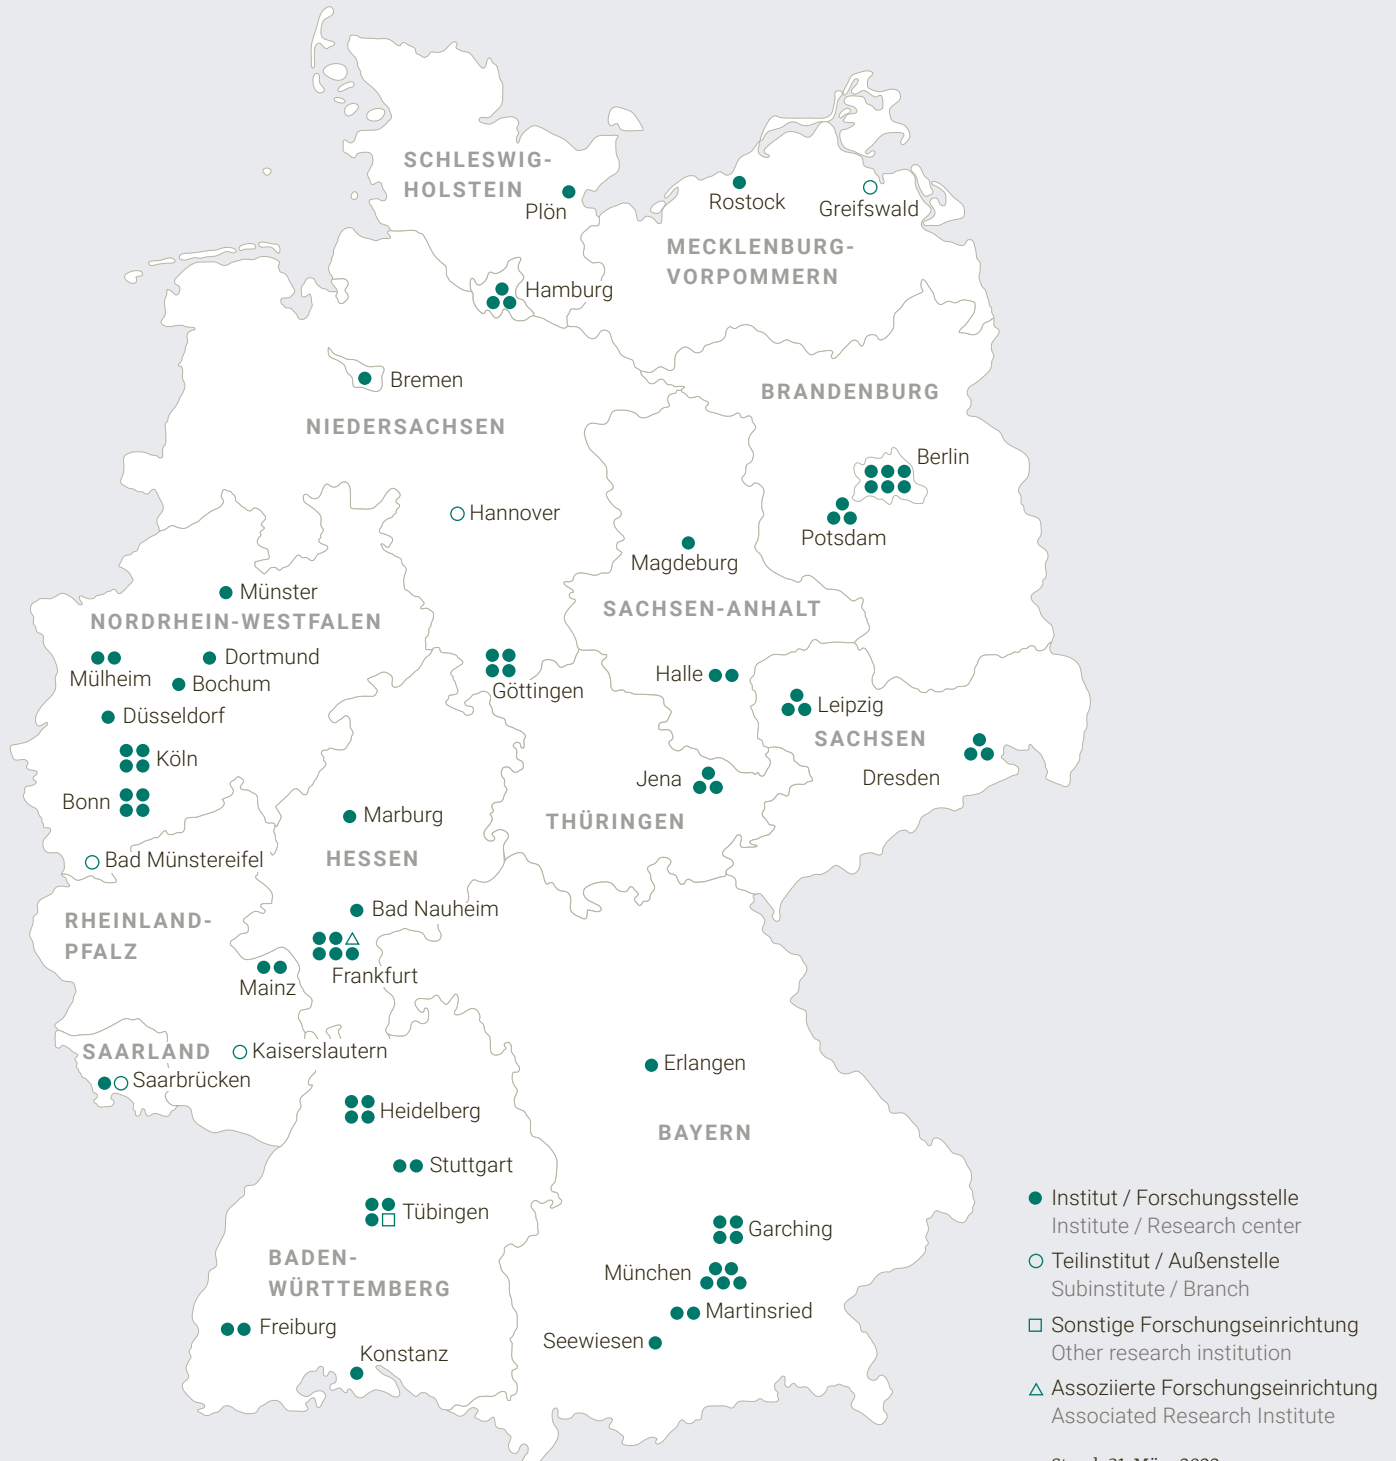 SCHLESWIG-
HOLSTEIN
Plön
Rostock
Greifswald
MECKLENBURG-
VORPOMMERN
Hamburg
Bremen
NIEDERSACHSEN
BRANDENBURG
Berlin
Hannover
Potsdam
Magdeburg
Münster
NORDRHEIN-WESTFALEN
SACHSEN-ANHALT
Dortmund
Mülheim
Bochum
Göttingen
Halle
Düsseldorf
Leipzig
SACHSEN
Köln
Dresden
Jena
Bonn
Marburg
THÜRINGEN
Bad Münstereifel
HESSEN
RHEINLAND-
PFALZ
Bad Nauheim
Frankfurt
Mainz
SAARLAND
Kaiserslautern
Saarbrücken
Erlangen
Heidelberg
BAYERN
Stuttgart
Tübingen
Garching
BADEN-
WÜRTTEMBERG
München
Martinsried
Freiburg
Seewiesen
Konstanz
Institut / Forschungsstelle
Institute / Research center
Teilinstitut / Außenstelle
Subinstitute / Branch
Sonstige Forschungseinrichtung
Other research institution
Assoziierte Forschungseinrichtung
Associated Research Institute